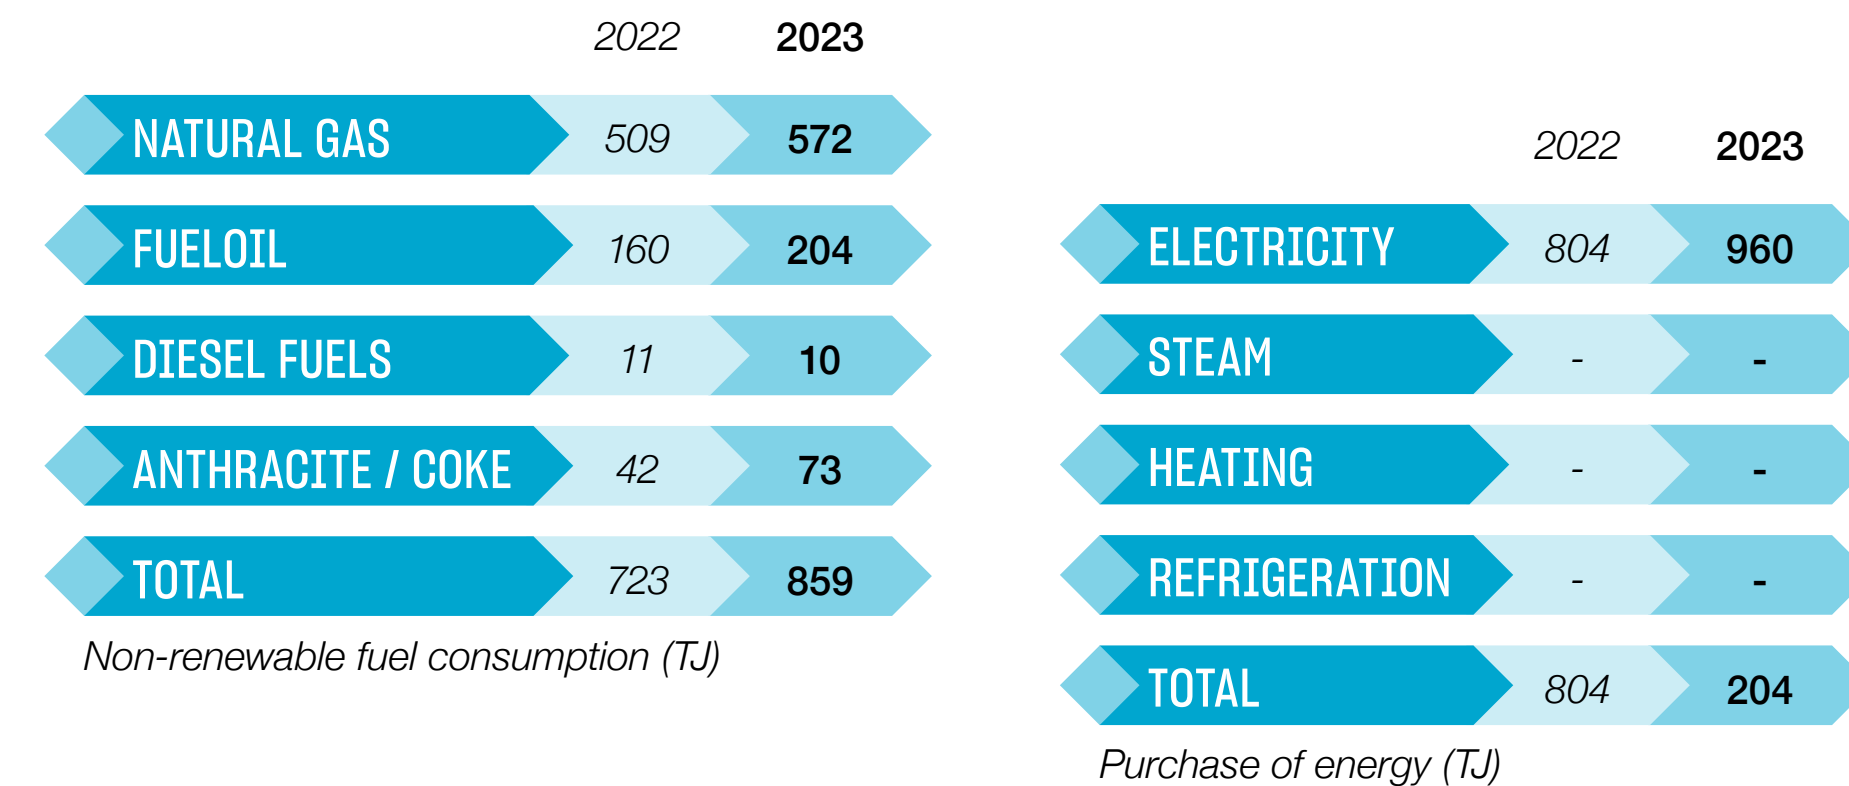 2022 2023
NATURAL GAS 509 572
FUELOIL 160 204
DIESEL FUELS 11 10
ANTHRACITE / COKE 42 73
TOTAL 723 859
Non-renewable fuel consumption (TJ)
2022 2023
ELECTRICITY 804 960
STEAM - -
HEATING - -
REFRIGERATION - -
TOTAL 804 204
Purchase of energy (TJ)